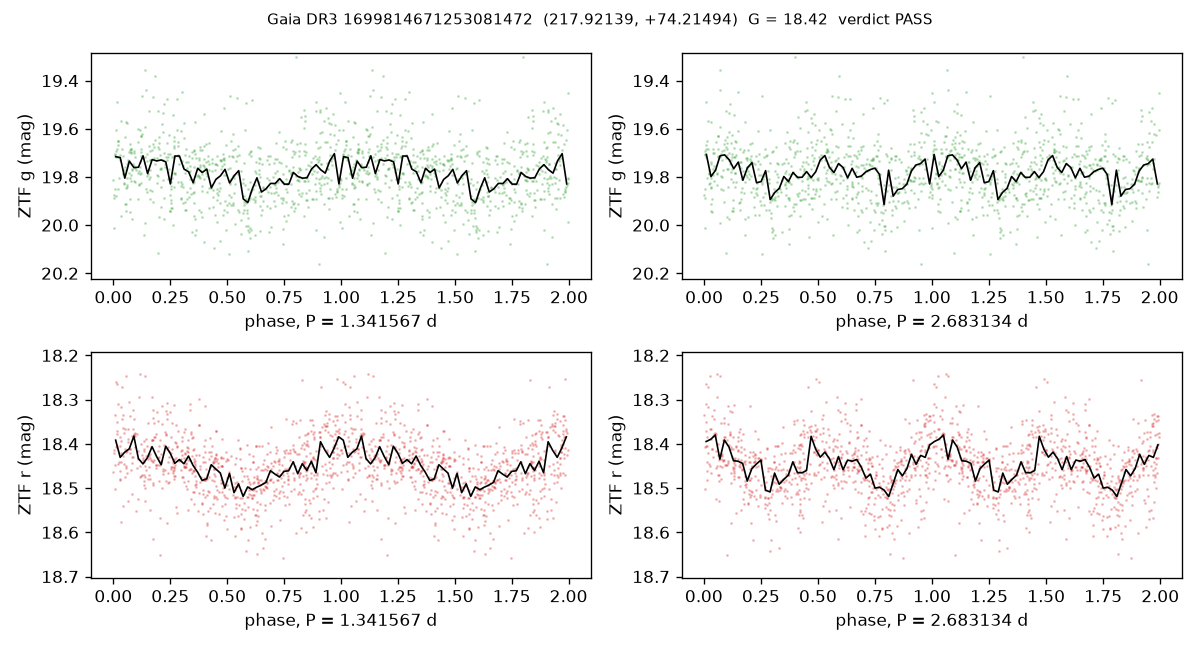 Gaia DR3 1699814671253081472 (217.92139, +74.21494) G = 18.42 verdict PASS
ZTF g (mag)
19.4
19.6
19.8
20.0
20.2
0.00 0.25 0.50 0.75 1.00 1.25 1.50 1.75 2.00
phase, P = 1.341567 d
ZTF g (mag)
19.4
19.6
19.8
20.0
20.2
0.00 0.25 0.50 0.75 1.00 1.25 1.50 1.75 2.00
phase, P = 2.683134 d
ZTF r (mag)
18.2
18.3
18.4
18.5
18.6
18.7
0.00 0.25 0.50 0.75 1.00 1.25 1.50 1.75 2.00
phase, P = 1.341567 d
ZTF r (mag)
18.2
18.3
18.4
18.5
18.6
18.7
0.00 0.25 0.50 0.75 1.00 1.25 1.50 1.75 2.00
phase, P = 2.683134 d